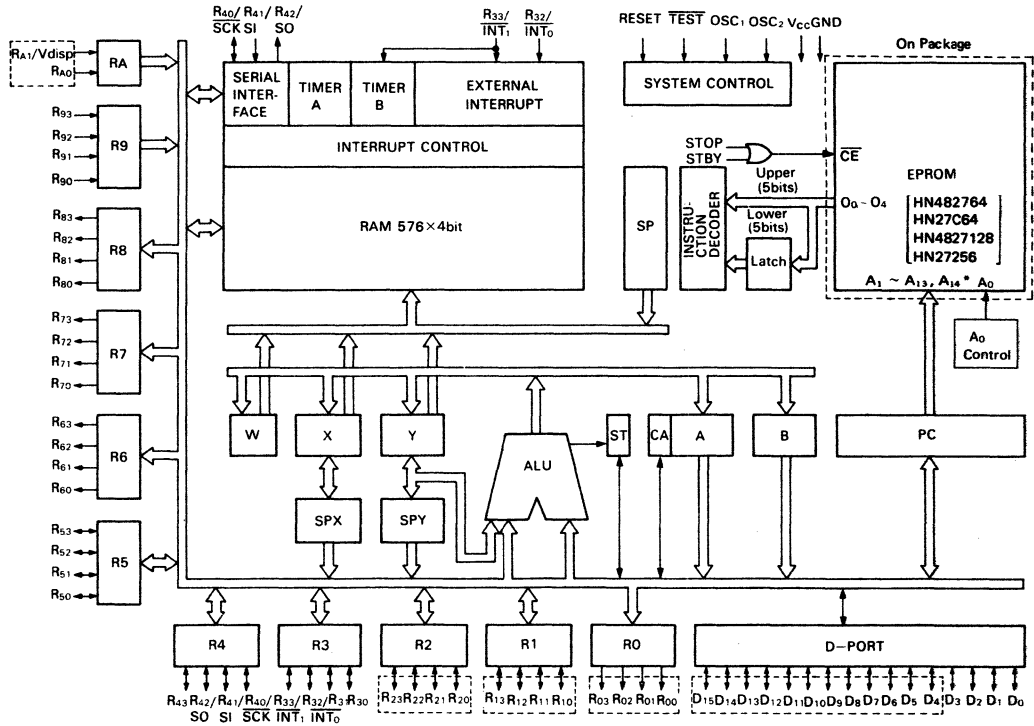 R40/
SCK
R41/
SI
R42/
SO
R33/
INT1
R32/
INT0
RESET TEST OSC1 OSC2 VCC GND
On Package
RA1/Vdisp
RA0
RA
SERIAL
INTER-
FACE
TIMER
A
TIMER
B
EXTERNAL
INTERRUPT
SYSTEM CONTROL
INTERRUPT CONTROL
RAM 576×4bit
R93
R92
R91
R90
R9
STOP
STBY
CE
EPROM
HN482764
HN27C64
HN4827128
HN27256
O0 ~ O4
A1 ~ A13, A14* A0
Upper
(5bits)
Lower
(5bits)
SP
INSTRU-
CTION
DECODER
Latch
A0
Control
R83
R82
R81
R80
R8
R73
R72
R71
R70
R7
R63
R62
R61
R60
R6
R53
R52
R51
R50
R5
W
X
Y
SPX
SPY
ALU
ST
CA
A
B
PC
R4
R3
R2
R1
R0
D-PORT
R43 R42/ R41/ R40/
SO SI SCK
R33/ R32/ R31 R30
INT1 INT0
R23 R22 R21 R20
R13 R12 R11 R10
R03 R02 R01 R00
D15 D14 D13 D12 D11 D10 D9 D8 D7 D6 D5 D4 D3 D2 D1 D0